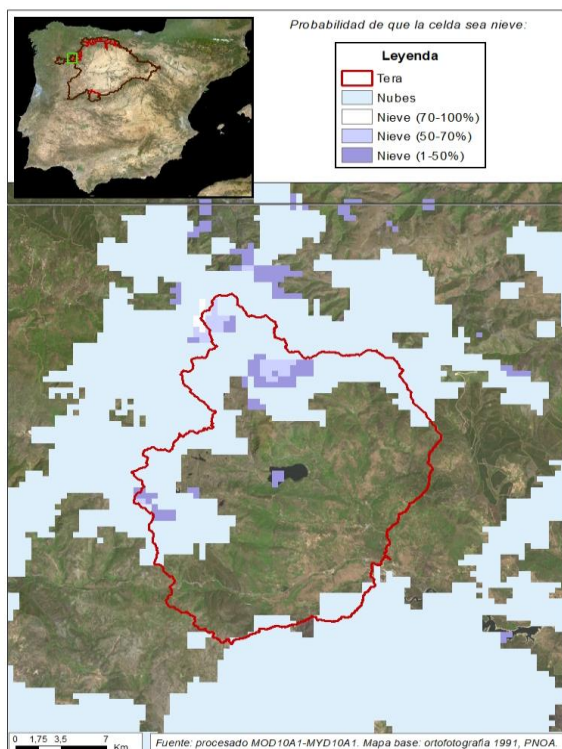 Probabilidad de que la celda sea nieve:
Leyenda
Tera
Nubes
Nieve (70-100%)
Nieve (50-70%)
Nieve (1-50%)
0 1,75 3,5 7
Km
Fuente: procesado MOD10A1-MYD10A1. Mapa base: ortofotografía 1991, PNOA.